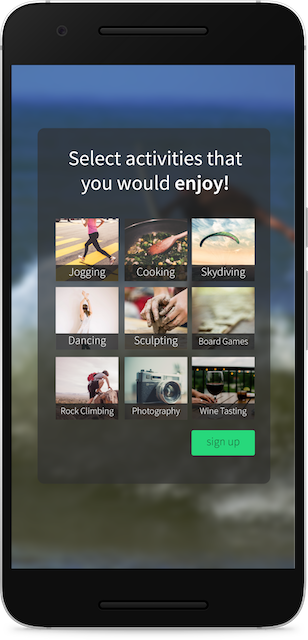 Select activities that
you would enjoy!
Jogging
Cooking
Skydiving
Dancing
Sculpting
Board Games
Rock Climbing
Photography
Wine Tasting
sign up